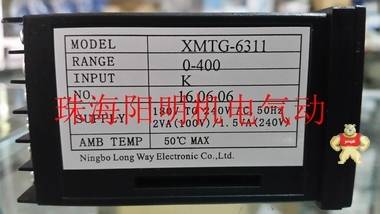 MODEL XMTG-6311
RANGE 0-400
INPUT K
NO. 16.06.06
珠海阳明机电气动
SUPPLY 180V TO 240V AC, 50Hz
2VA(100V)/1.5VA(240V)
AMB TEMP 50℃ MAX
Ningbo Long Way Electronic Co.,Ltd.